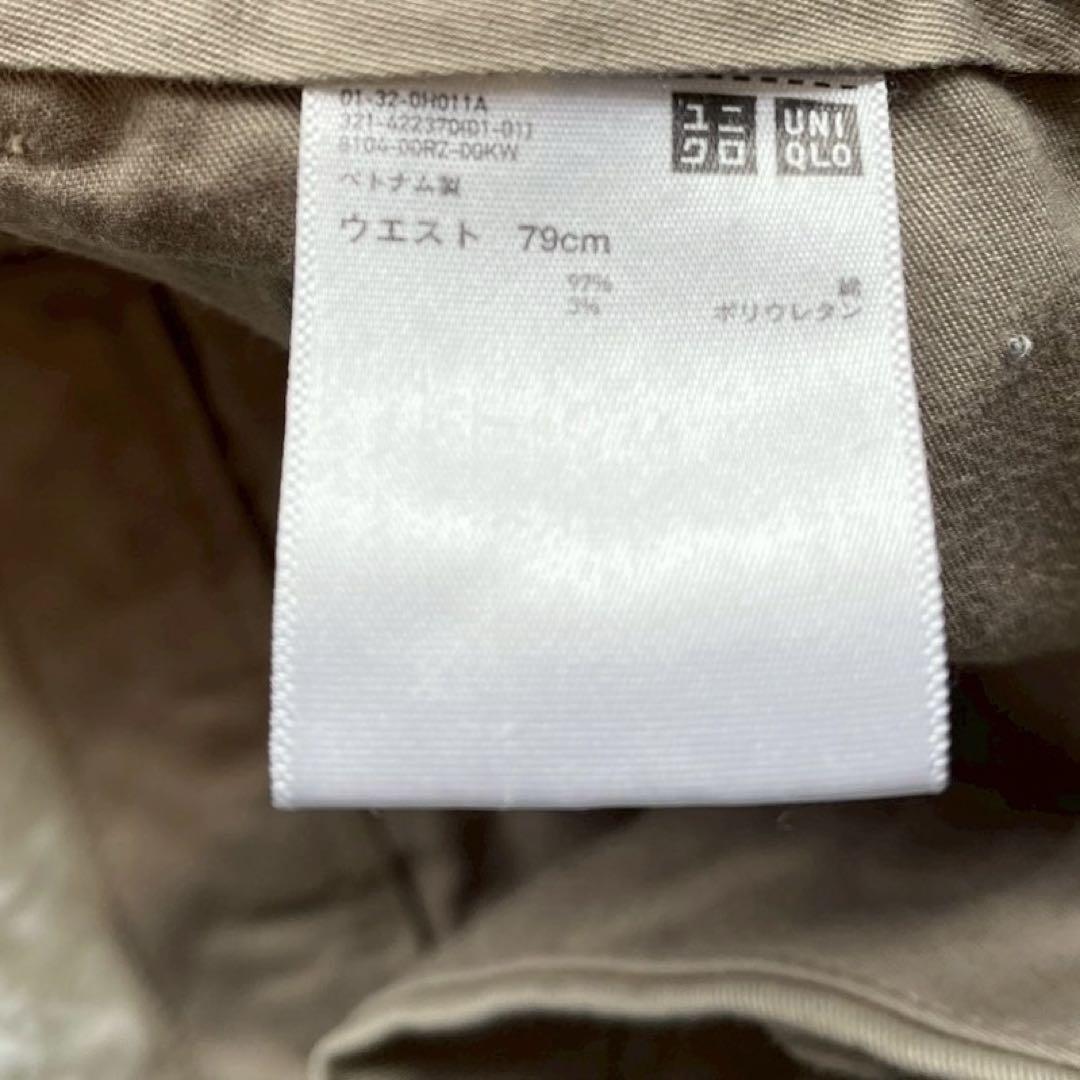 01-32-0H011A
321-422370(01-01)
8104-00RZ-00KW
ベトナム製
ウエスト 79cm
97% 綿
3% ポリウレタン
ユニクロ
UNI
QLO